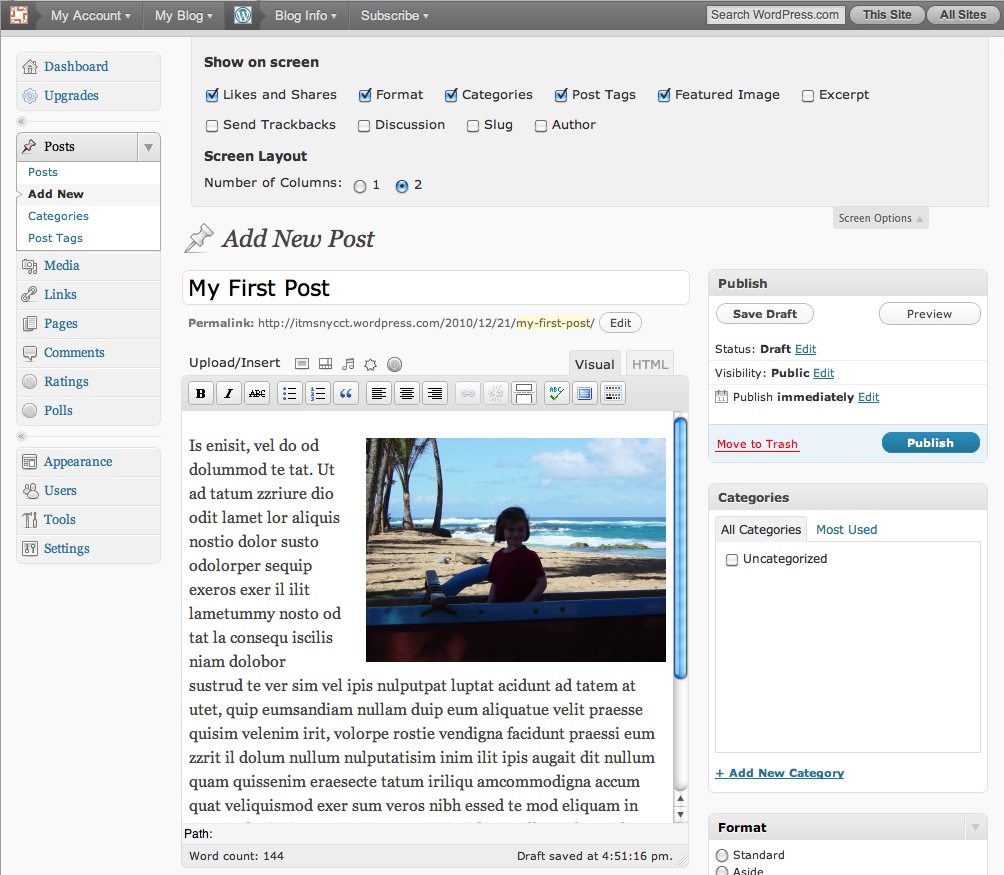 My Account
My Blog
Blog Info
Subscribe
Search WordPress.com
This Site
All Sites
Dashboard
Upgrades
Posts
Posts
Add New
Categories
Post Tags
Media
Links
Pages
Comments
Ratings
Polls
Appearance
Users
Tools
Settings
Show on screen
Likes and Shares Format Categories Post Tags Featured Image Excerpt
Send Trackbacks Discussion Slug Author
Screen Layout
Number of Columns: 1 2
Screen Options
Add New Post
My First Post
Permalink: http://itmsnycct.wordpress.com/2010/12/21/my-first-post/ Edit
Upload/Insert
Visual
HTML
B I ABC
ABC
Is enisit, vel do od
dolummod te tat. Ut
ad tatum zzriure dio
odit lamet lor aliquis
nostio dolor susto
odolorper sequip
exeros exer il ilit
lametummy nosto od
tat la consequ iscilis
niam dolobor
sustrud te ver sim vel ipis nulputpat luptat acidunt ad tatem at
utet, quip eumsandiam nullam duip eum aliquatue velit praesse
quisim velenim irit, volorpe rostie vendigna facidunt praessi eum
zzrit il dolum nullum nulputatisim inim ilit ipis augait dit nullum
quam quissenim eraesecte tatum iriliqu amcommodigna accum
quat veliquismod exer sum veros nibh essed te mod eliquam in
Path:
Word count: 144
Draft saved at 4:51:16 pm.
Publish
Save Draft
Preview
Status: Draft Edit
Visibility: Public Edit
Publish immediately Edit
Move to Trash
Publish
Categories
All Categories
Most Used
Uncategorized
+ Add New Category
Format
Standard
Aside